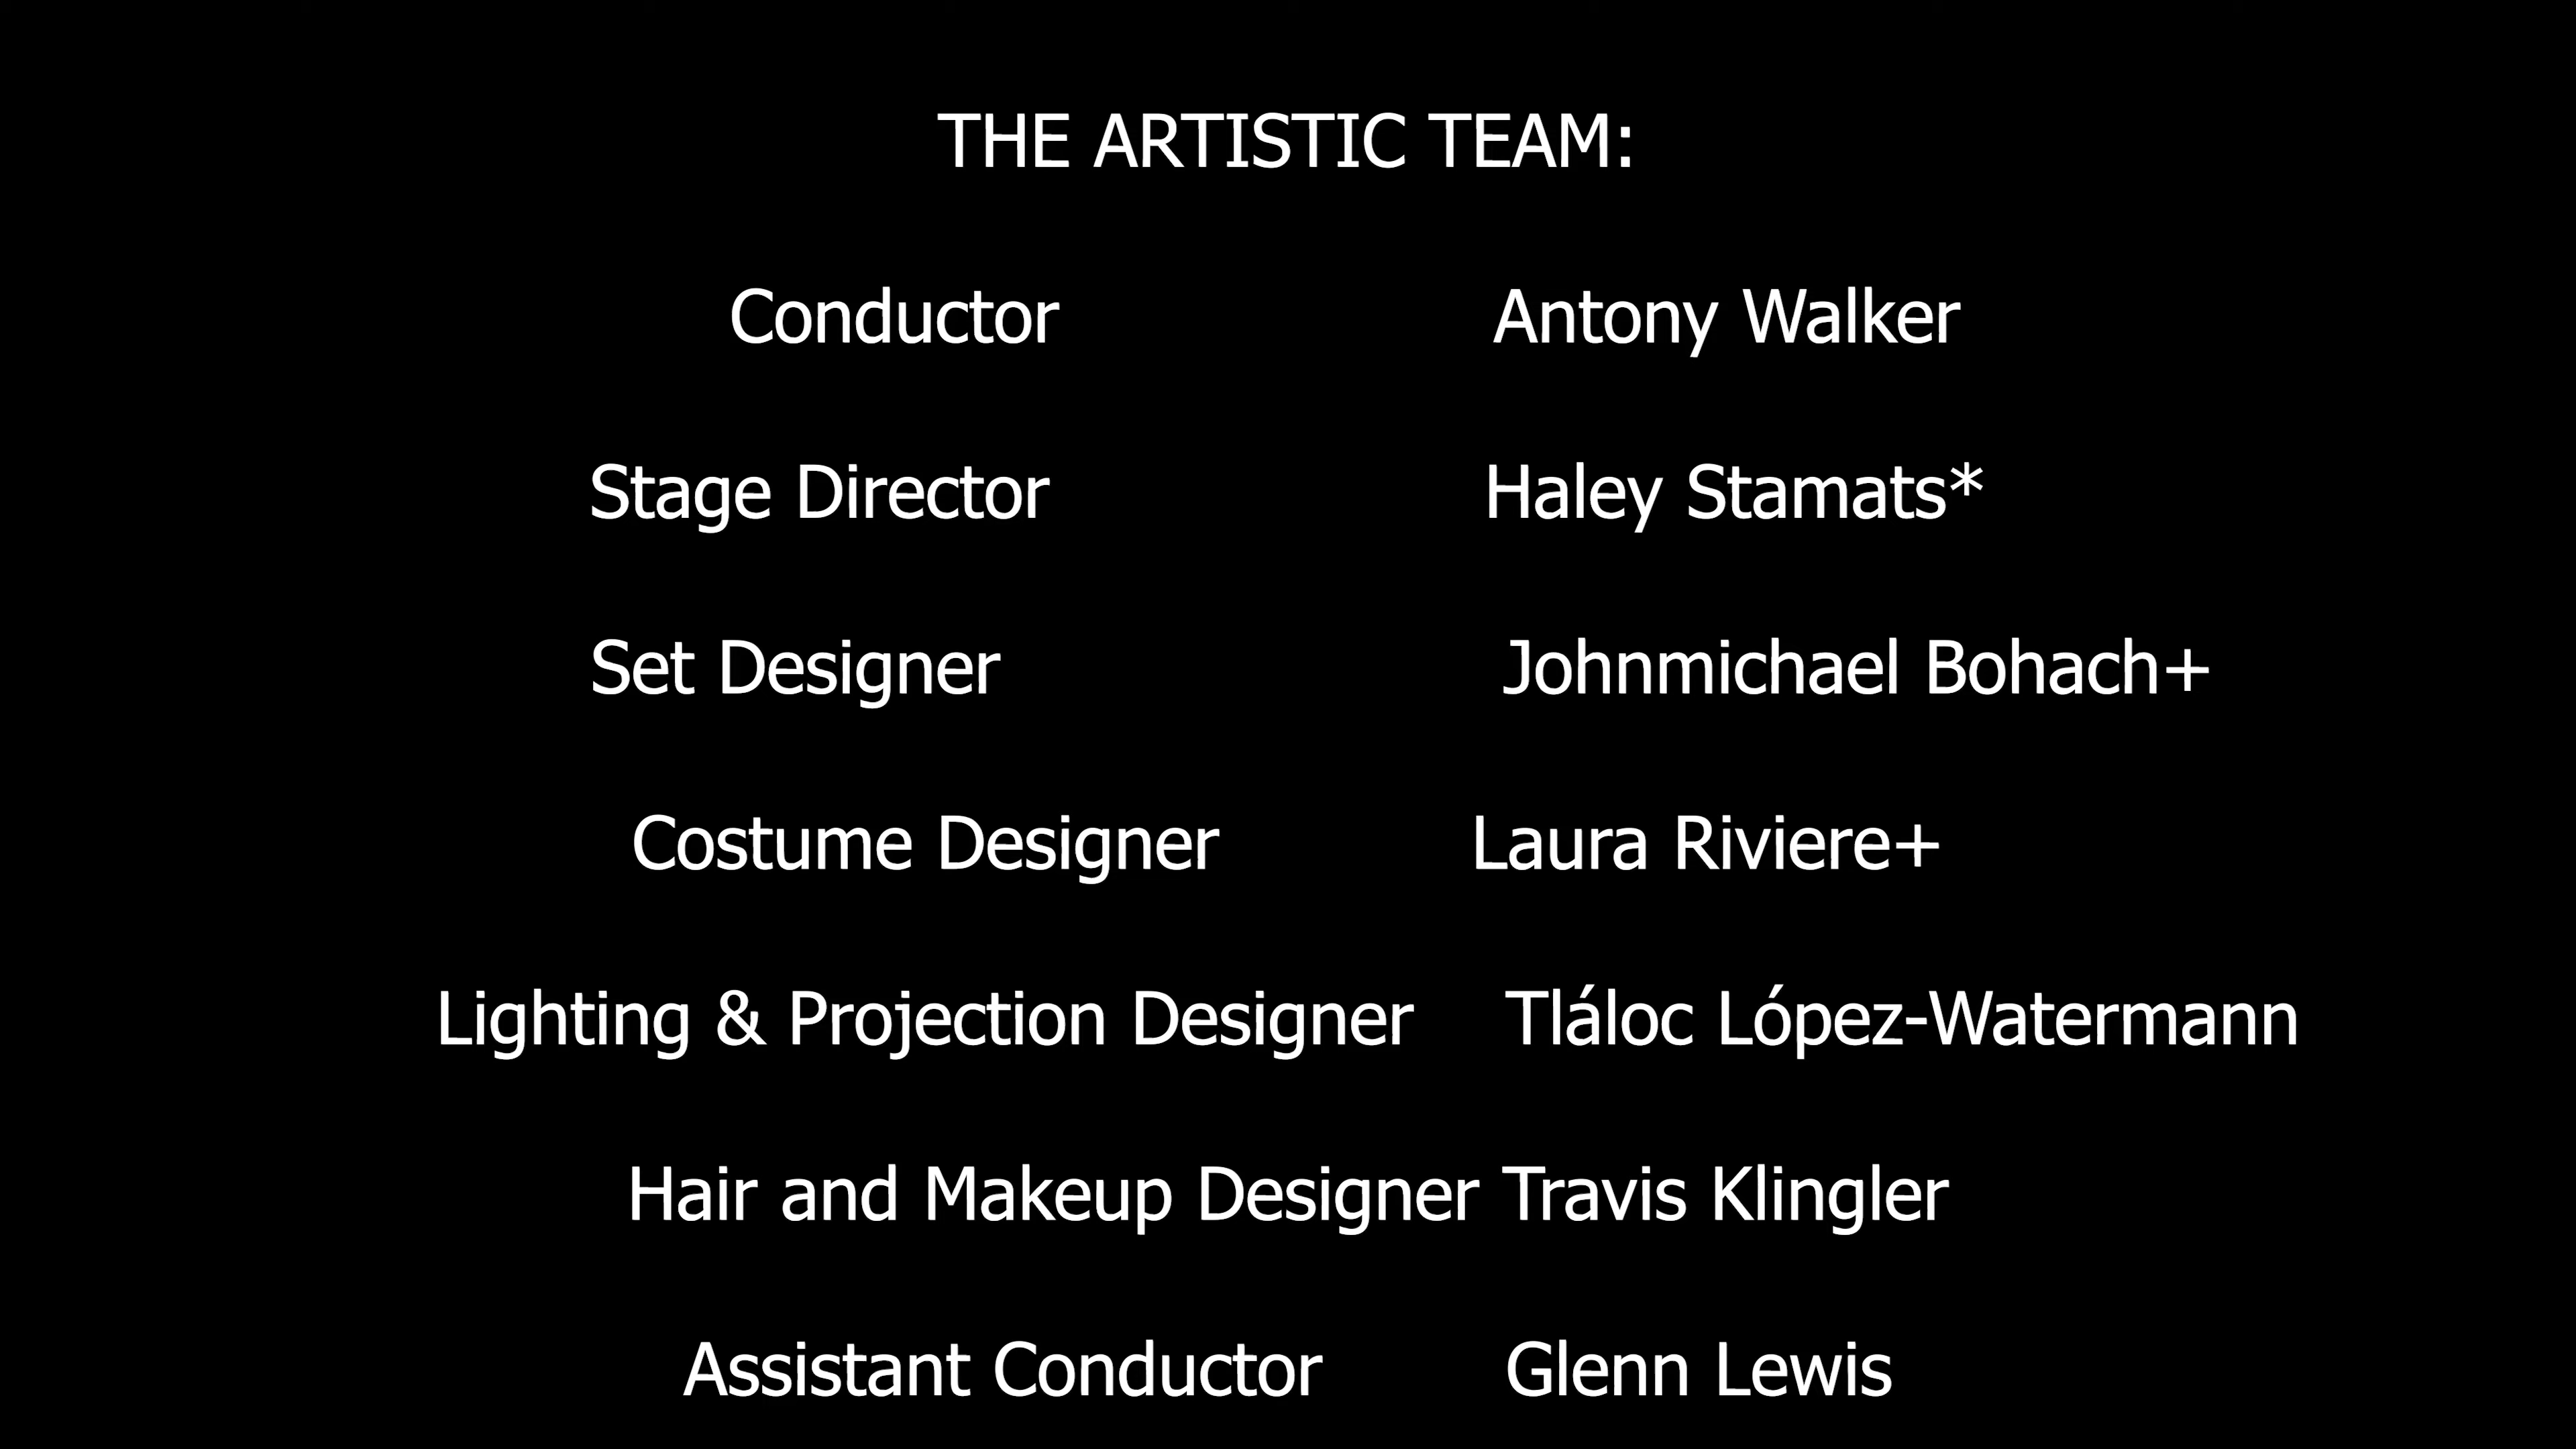 THE ARTISTIC TEAM:
Conductor Antony Walker
Stage Director Haley Stamats*
Set Designer Johnmichael Bohach+
Costume Designer Laura Riviere+
Lighting & Projection Designer Tláloc López-Watermann
Hair and Makeup Designer Travis Klingler
Assistant Conductor Glenn Lewis